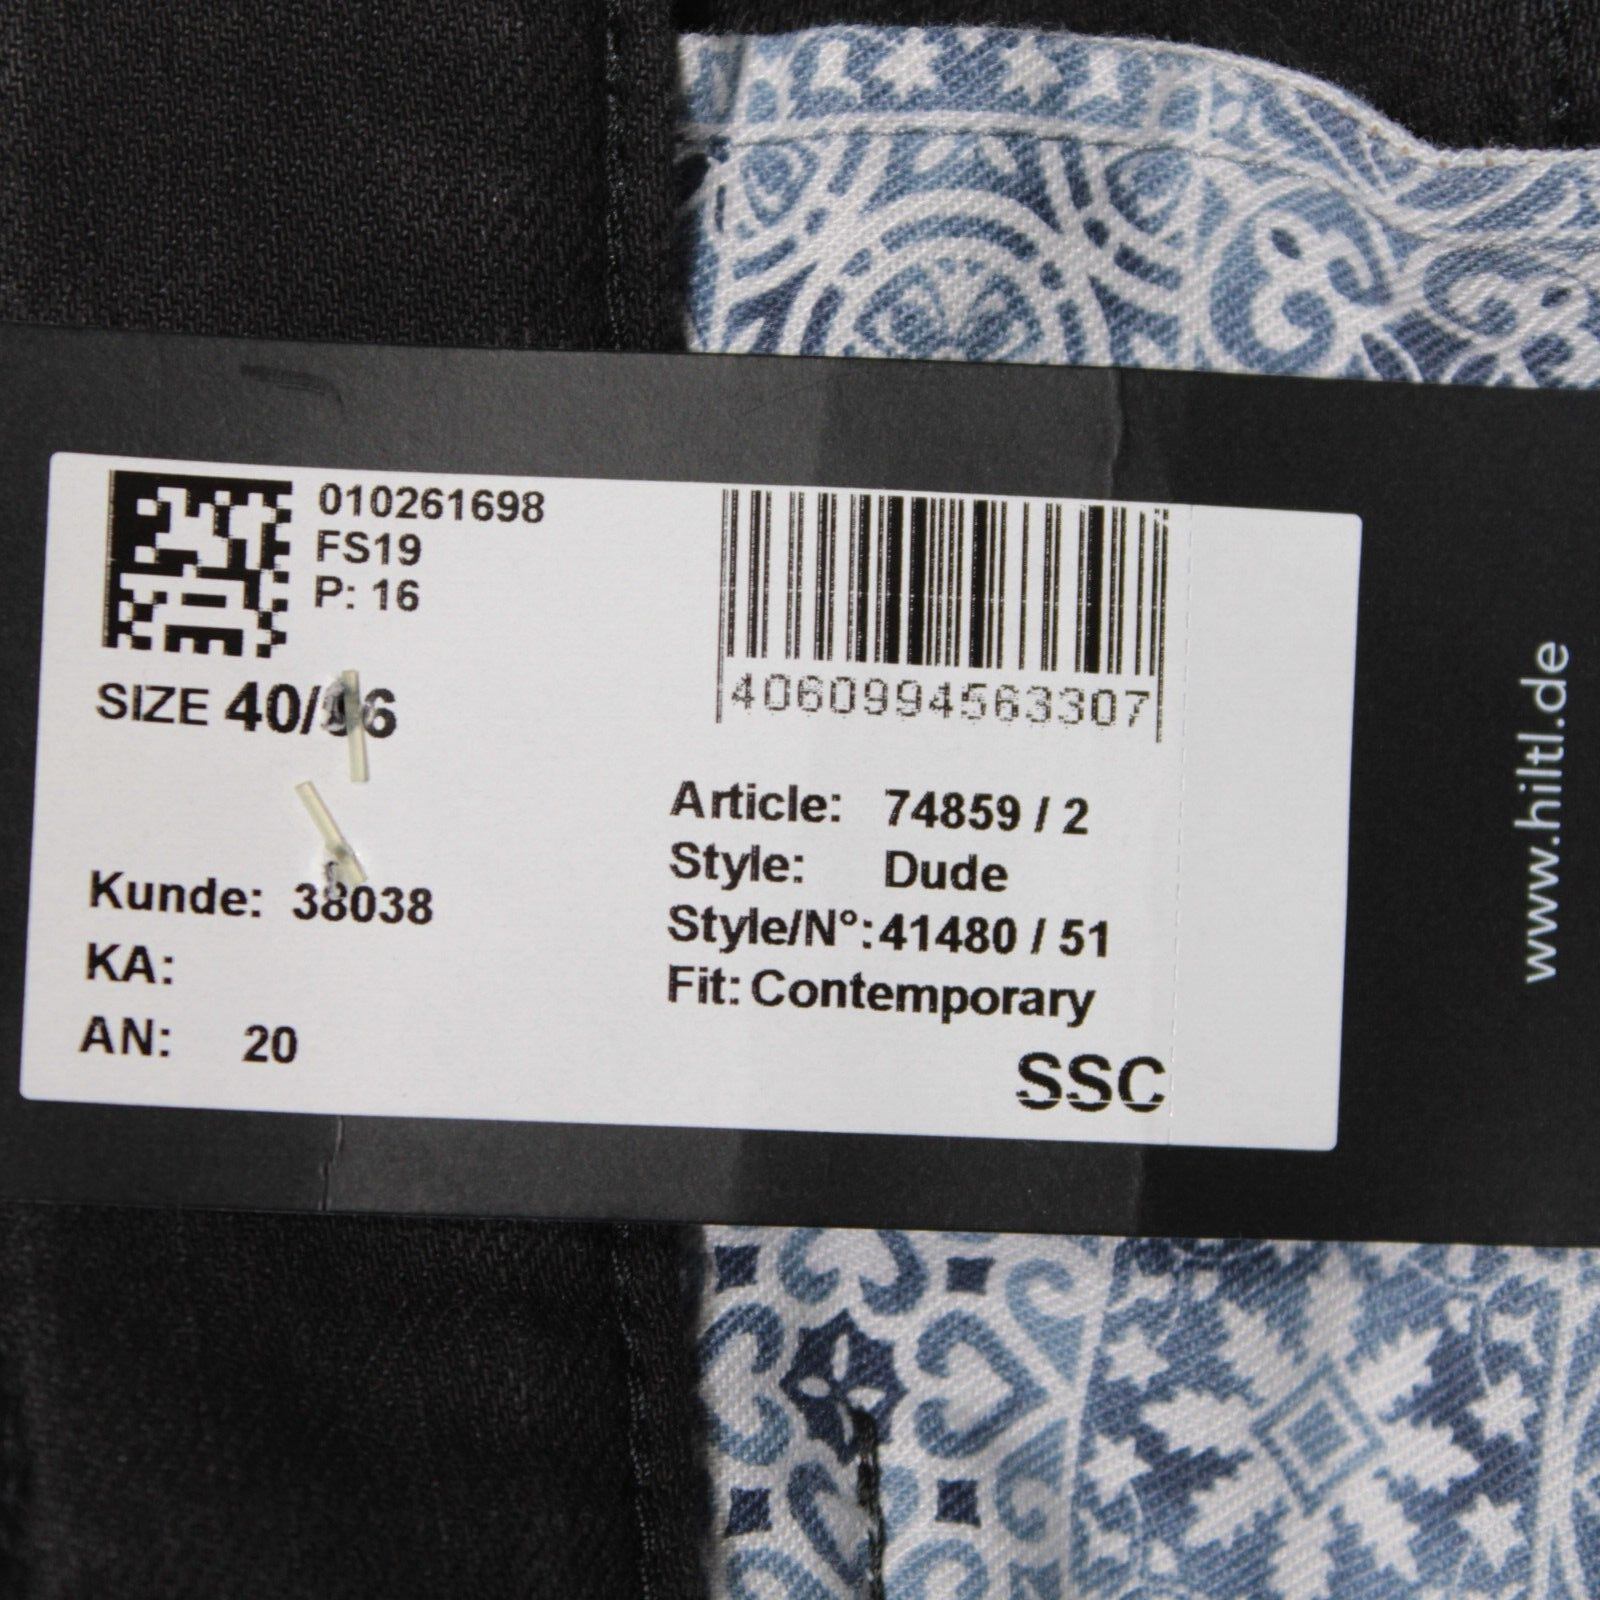 010261698
FS19
P: 16
SIZE 40/
4060994563307
Article: 74859 / 2
Style: Dude
Style/N°: 41480 / 51
Fit: Contemporary
SSC
Kunde: 38038
KA:
AN: 20
www.hiltl.de